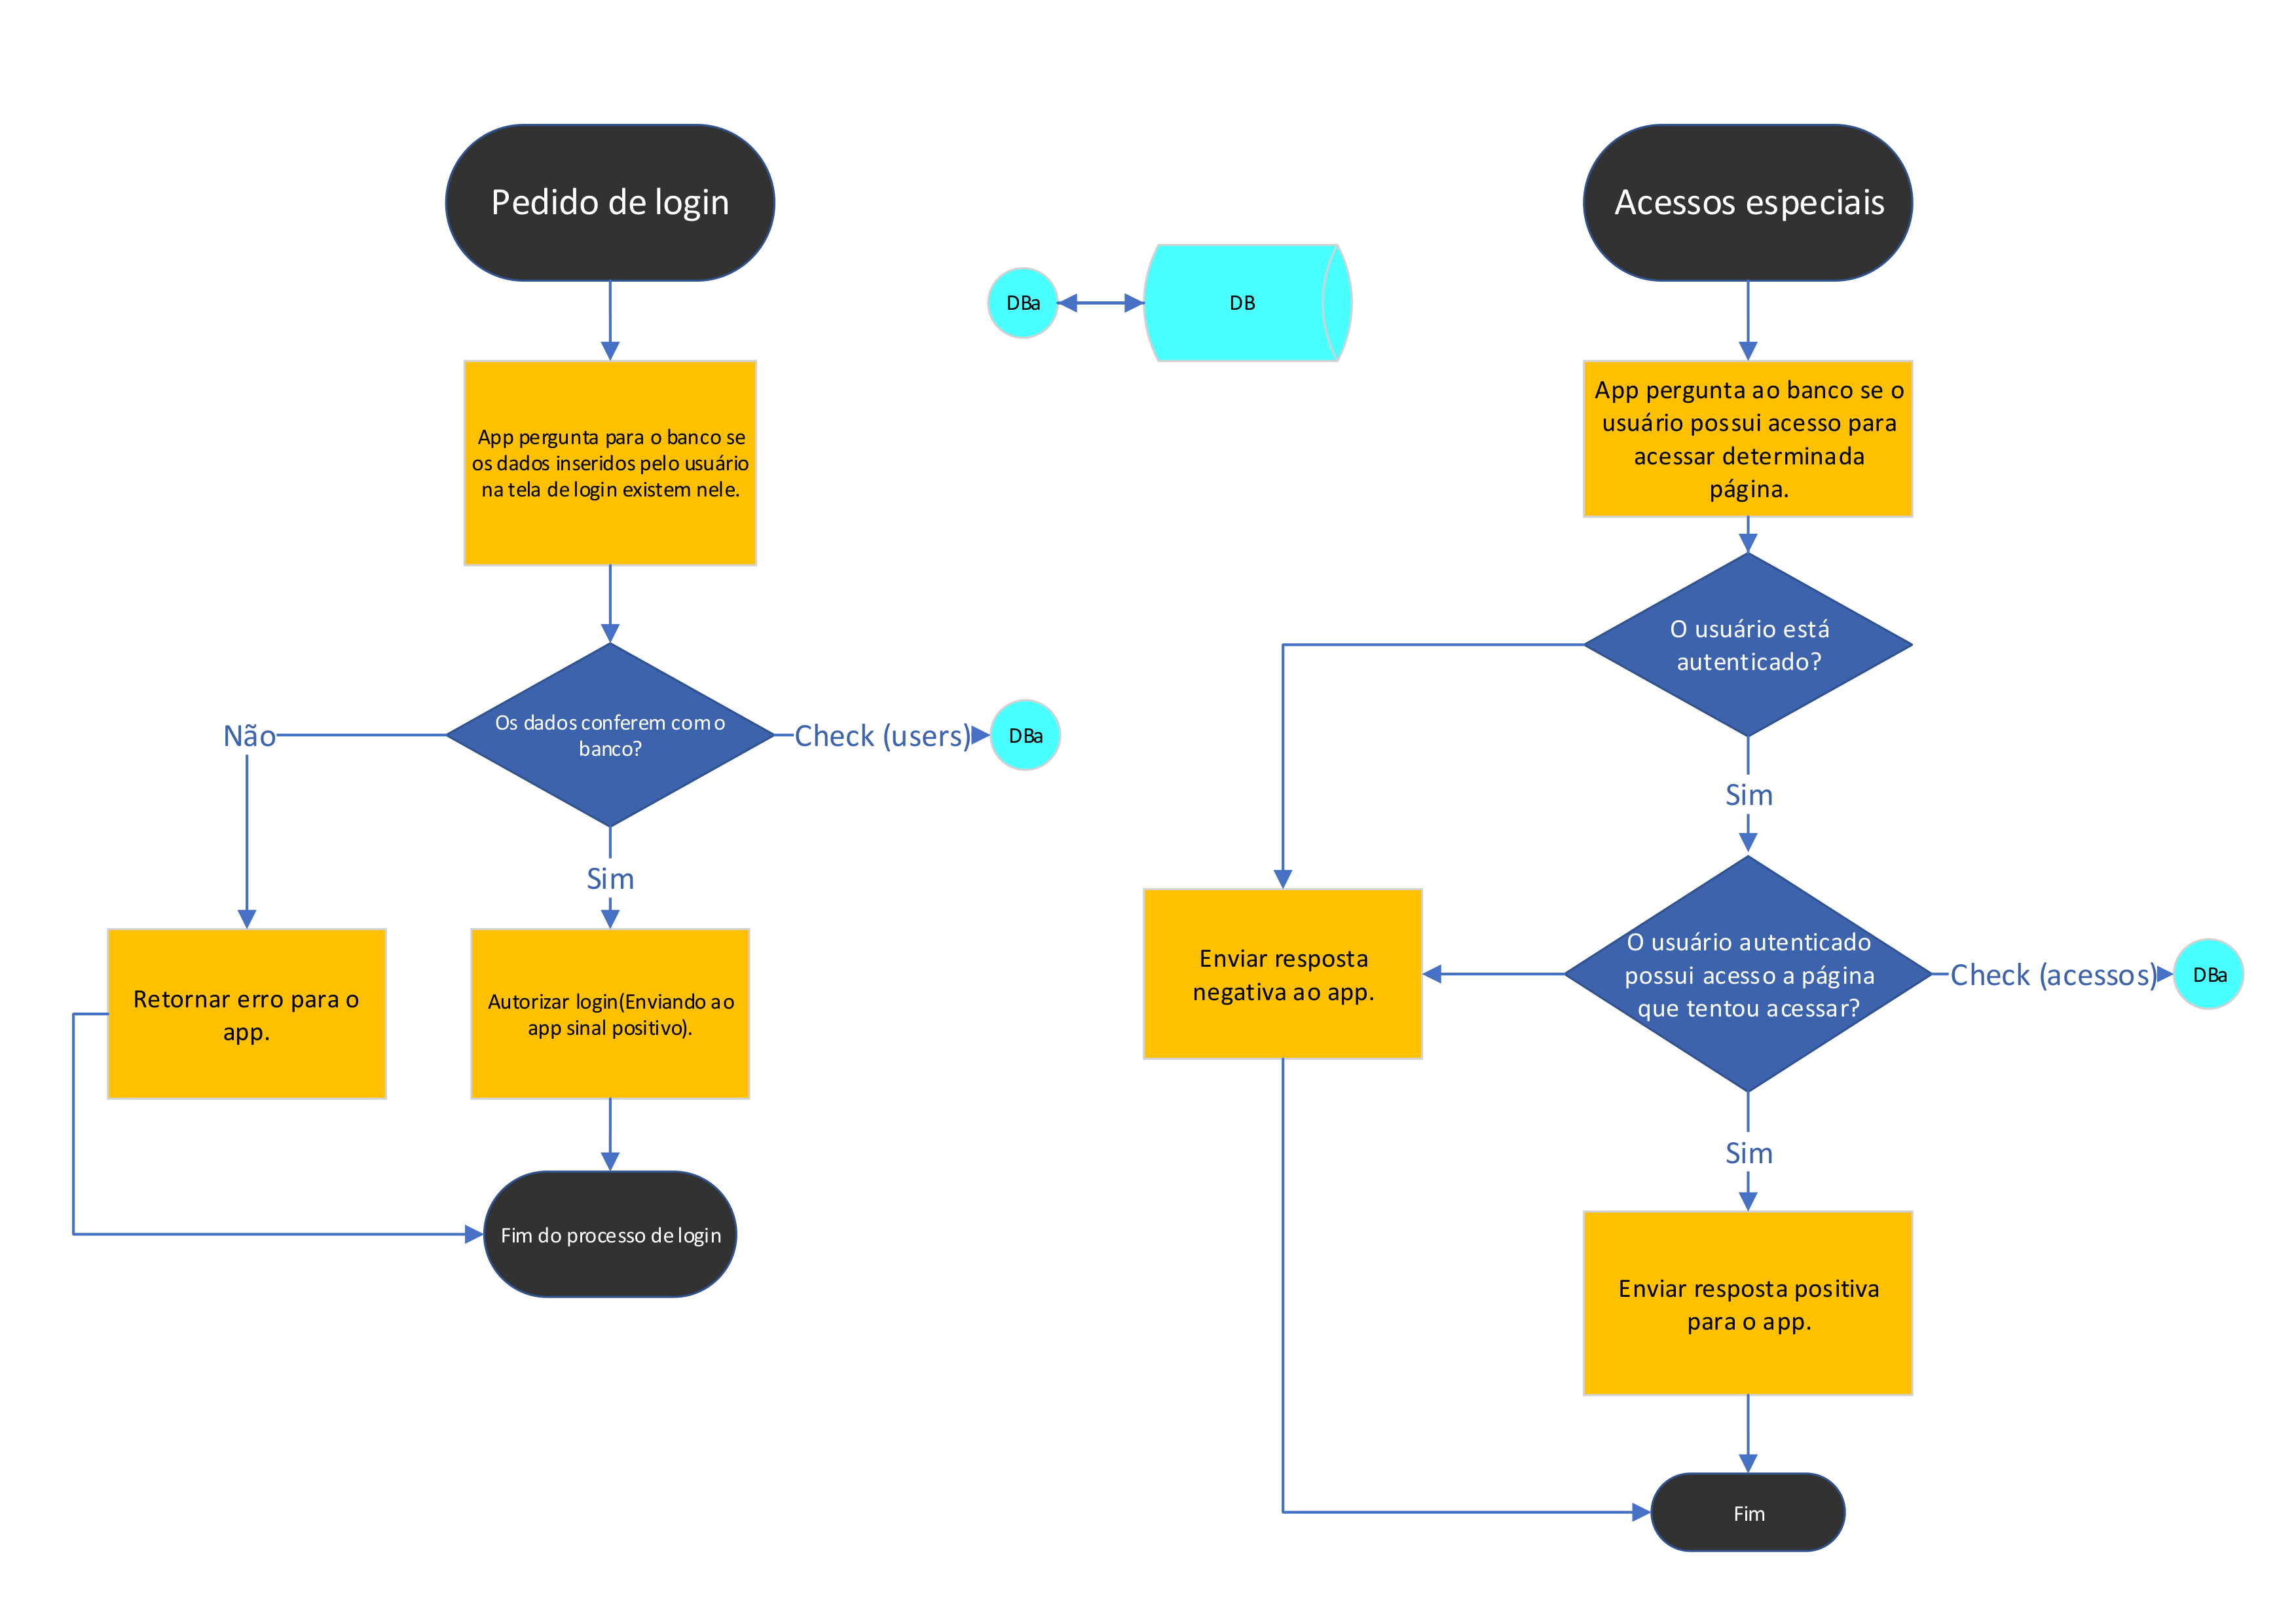 Pedido de login
App pergunta para o banco se
os dados inseridos pelo usuário
na tela de login existem nele.
Os dados conferem com o
banco?
Não
Check (users)
DBa
Sim
Retornar erro para o
app.
Autorizar login(Enviando ao
app sinal positivo).
Fim do processo de login
DBa
DB
Acessos especiais
App pergunta ao banco se o
usuário possui acesso para
acessar determinada
página.
O usuário está
autenticado?
Sim
Enviar resposta
negativa ao app.
O usuário autenticado
possui acesso a página
que tentou acessar?
Check (acessos)
DBa
Sim
Enviar resposta positiva
para o app.
Fim